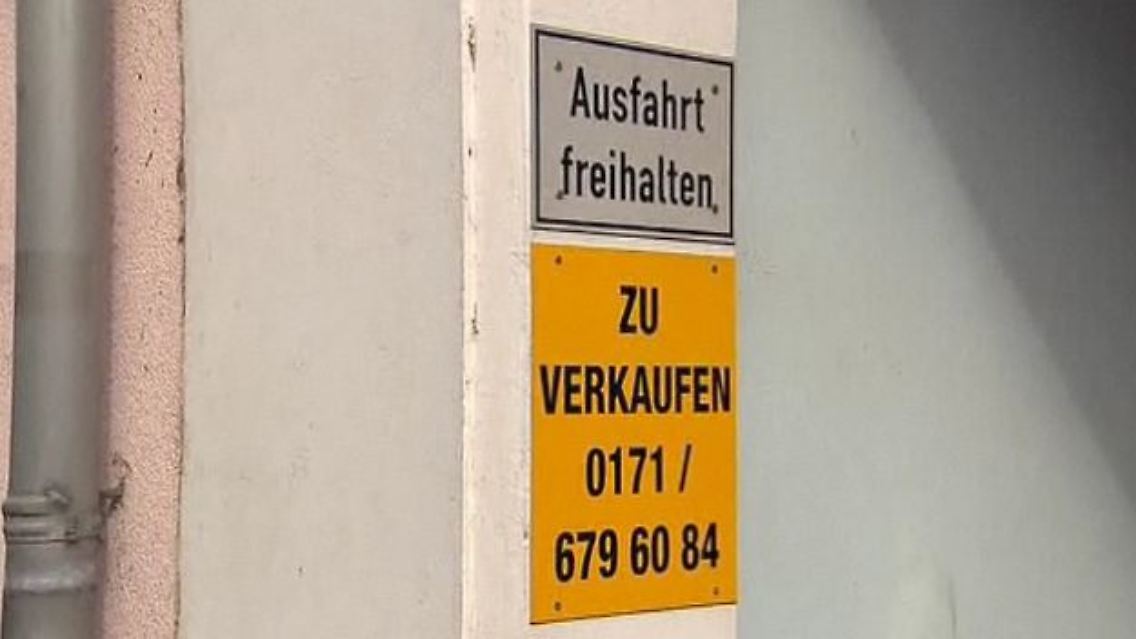 Ausfahrt
freihalten
ZU
VERKAUFEN
0171 /
679 60 84